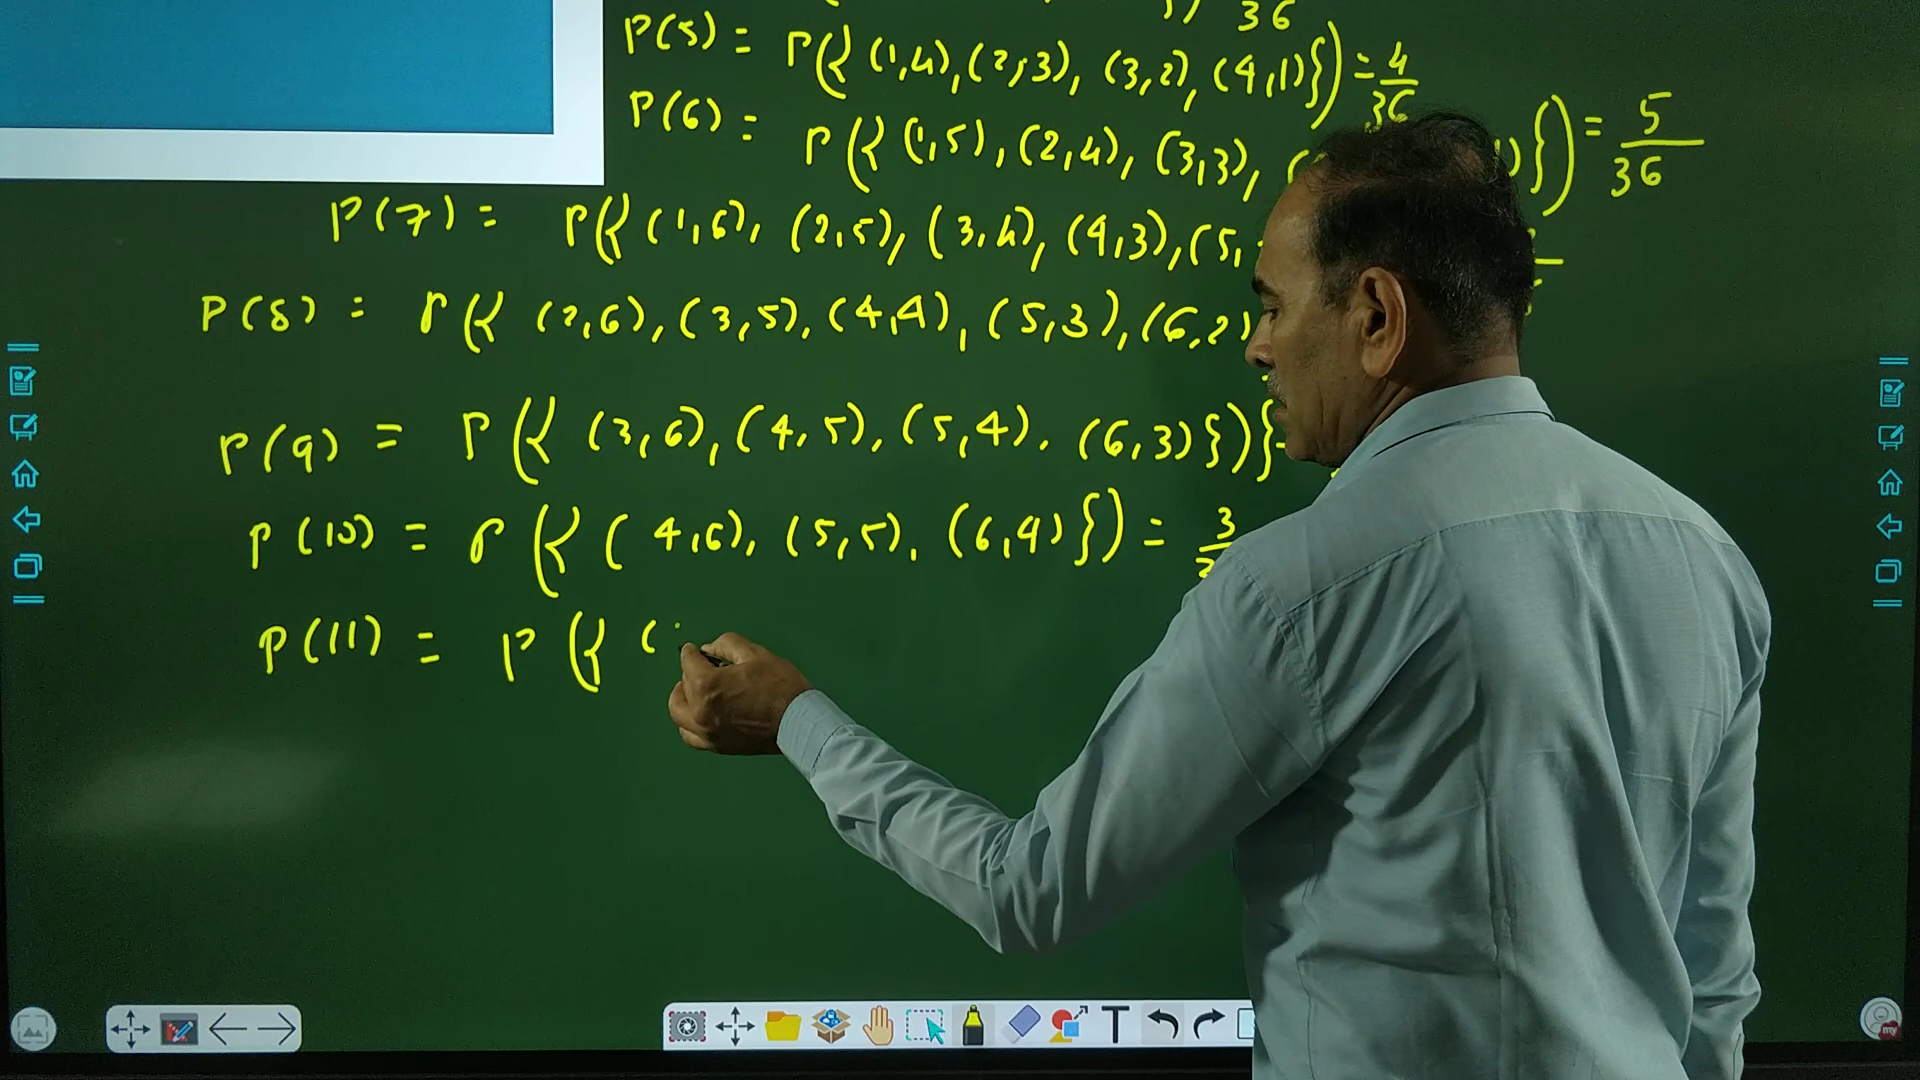 36
P(5) = P({(1,4),(2,3), (3,2), (4,1)}) = 4/36
P(6) = P({(1,5), (2,4), (3,3), ( )}) = 5/36
P(7) = P({(1,6), (2,5), (3,4), (4,3), (5,
P(8) = P({(2,6), (3,5), (4,4), (5,3), (6,2)
P(9) = P({(3,6), (4,5), (5,4). (6,3)})}
P(10) = P({(4,6), (5,5), (6,4)}) = 3
P(11) = P({(
T
my